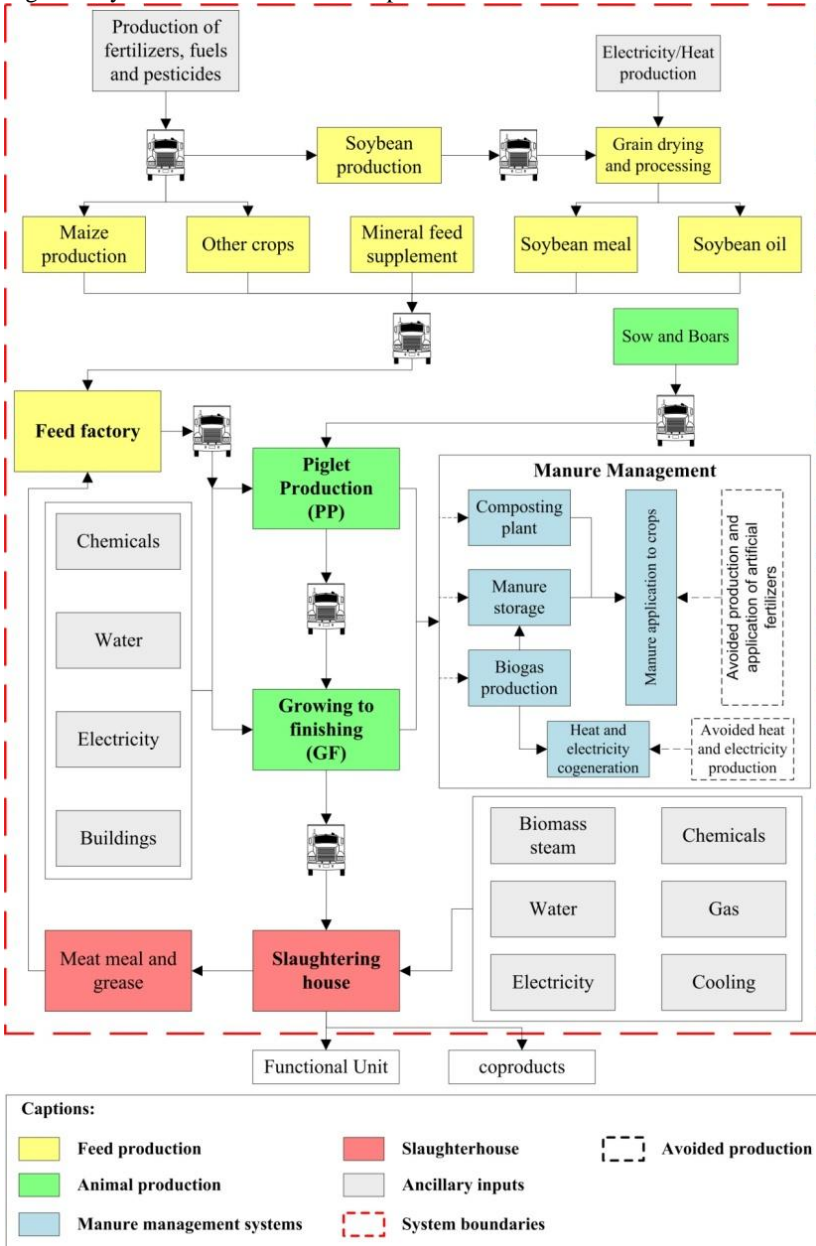 Production of
fertilizers, fuels
and pesticides
Electricity/Heat
production
Soybean
production
Grain drying
and processing
Maize
production
Other crops
Mineral feed
supplement
Soybean meal
Soybean oil
Sow and Boars
Feed factory
Piglet
Production
(PP)
Manure Management
Composting
plant
Manure
storage
Biogas
production
Manure application to crops
Avoided production and
application of artificial
fertilizers
Heat and
electricity
cogeneration
Avoided heat
and electricity
production
Chemicals
Water
Electricity
Buildings
Growing to
finishing
(GF)
Biomass
steam
Chemicals
Water
Gas
Electricity
Cooling
Meat meal and
grease
Slaughtering
house
Functional Unit
coproducts
Captions:
Feed production
Slaughterhouse
Avoided production
Animal production
Ancillary inputs
Manure management systems
System boundaries